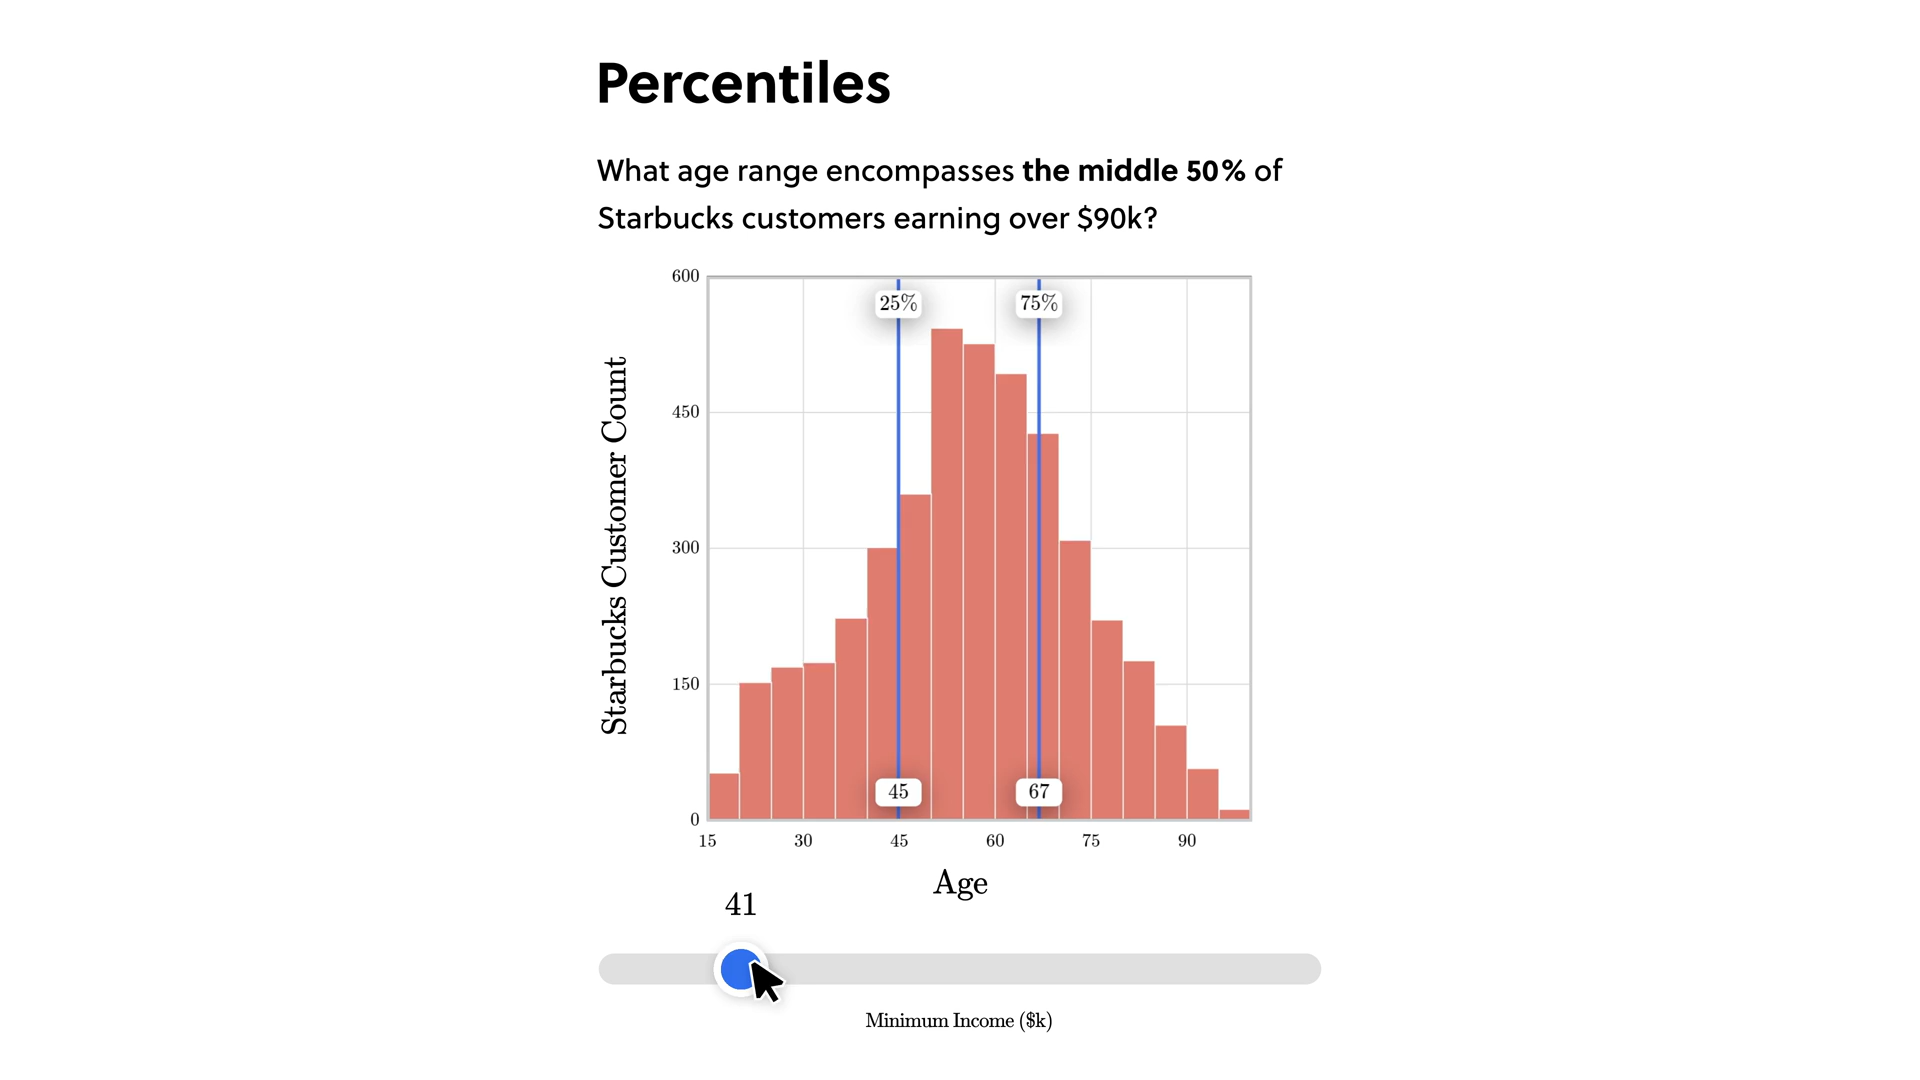 Percentiles
What age range encompasses the middle 50% of
Starbucks customers earning over $90k?
600
450
300
150
0
Starbucks Customer Count
25%
75%
45
67
15 30 45 60 75 90
Age
41
Minimum Income ($k)